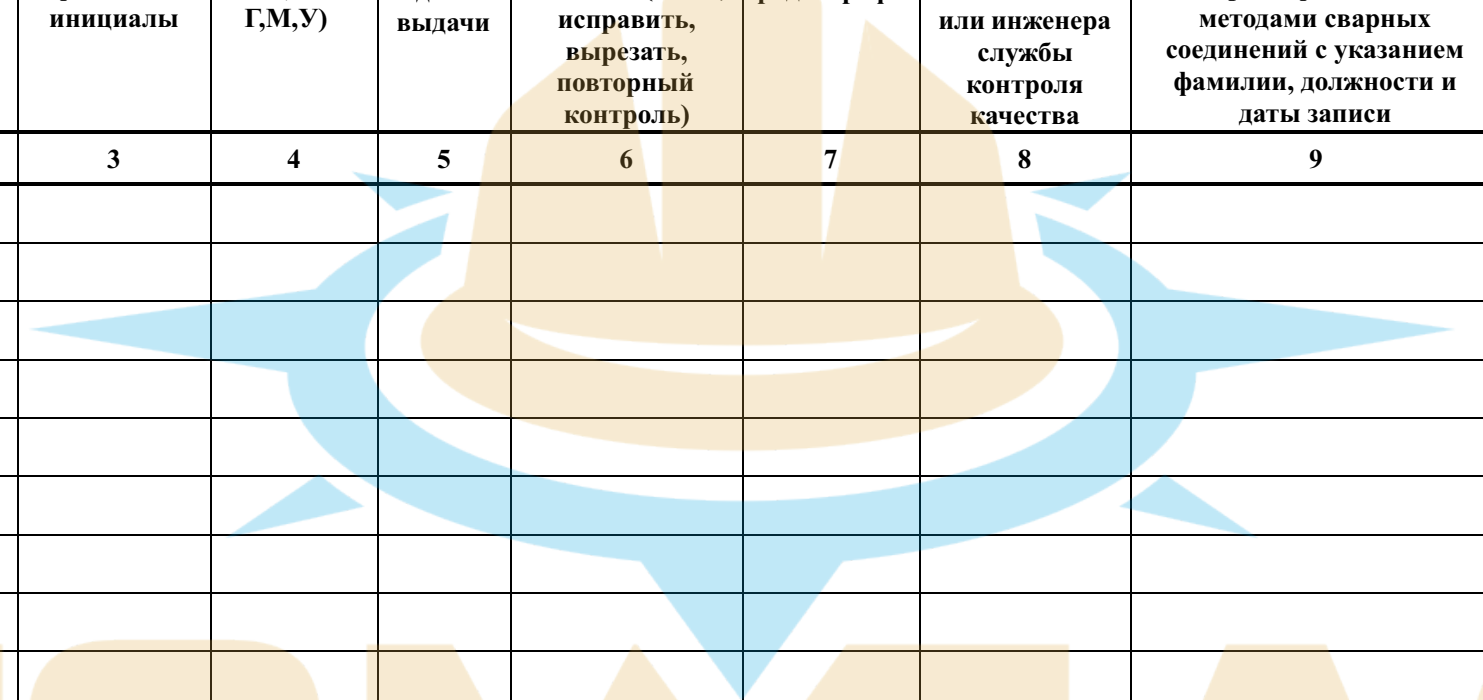 инициалы
Г,М,У)
выдачи
исправить,
вырезать,
повторный
контроль)
или инженера
службы
контроля
качества
методами сварных
соединений с указанием
фамилии, должности и
даты записи
3 4 5 6 7 8 9